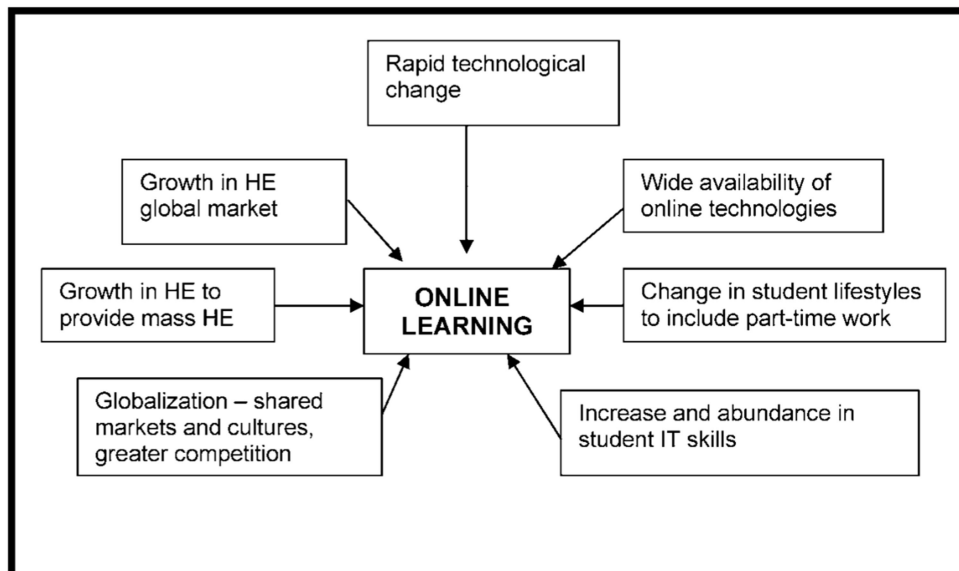 Rapid technological
change
Growth in HE
global market
Wide availability of
online technologies
Growth in HE to
provide mass HE
ONLINE
LEARNING
Change in student lifestyles
to include part-time work
Globalization – shared
markets and cultures,
greater competition
Increase and abundance in
student IT skills